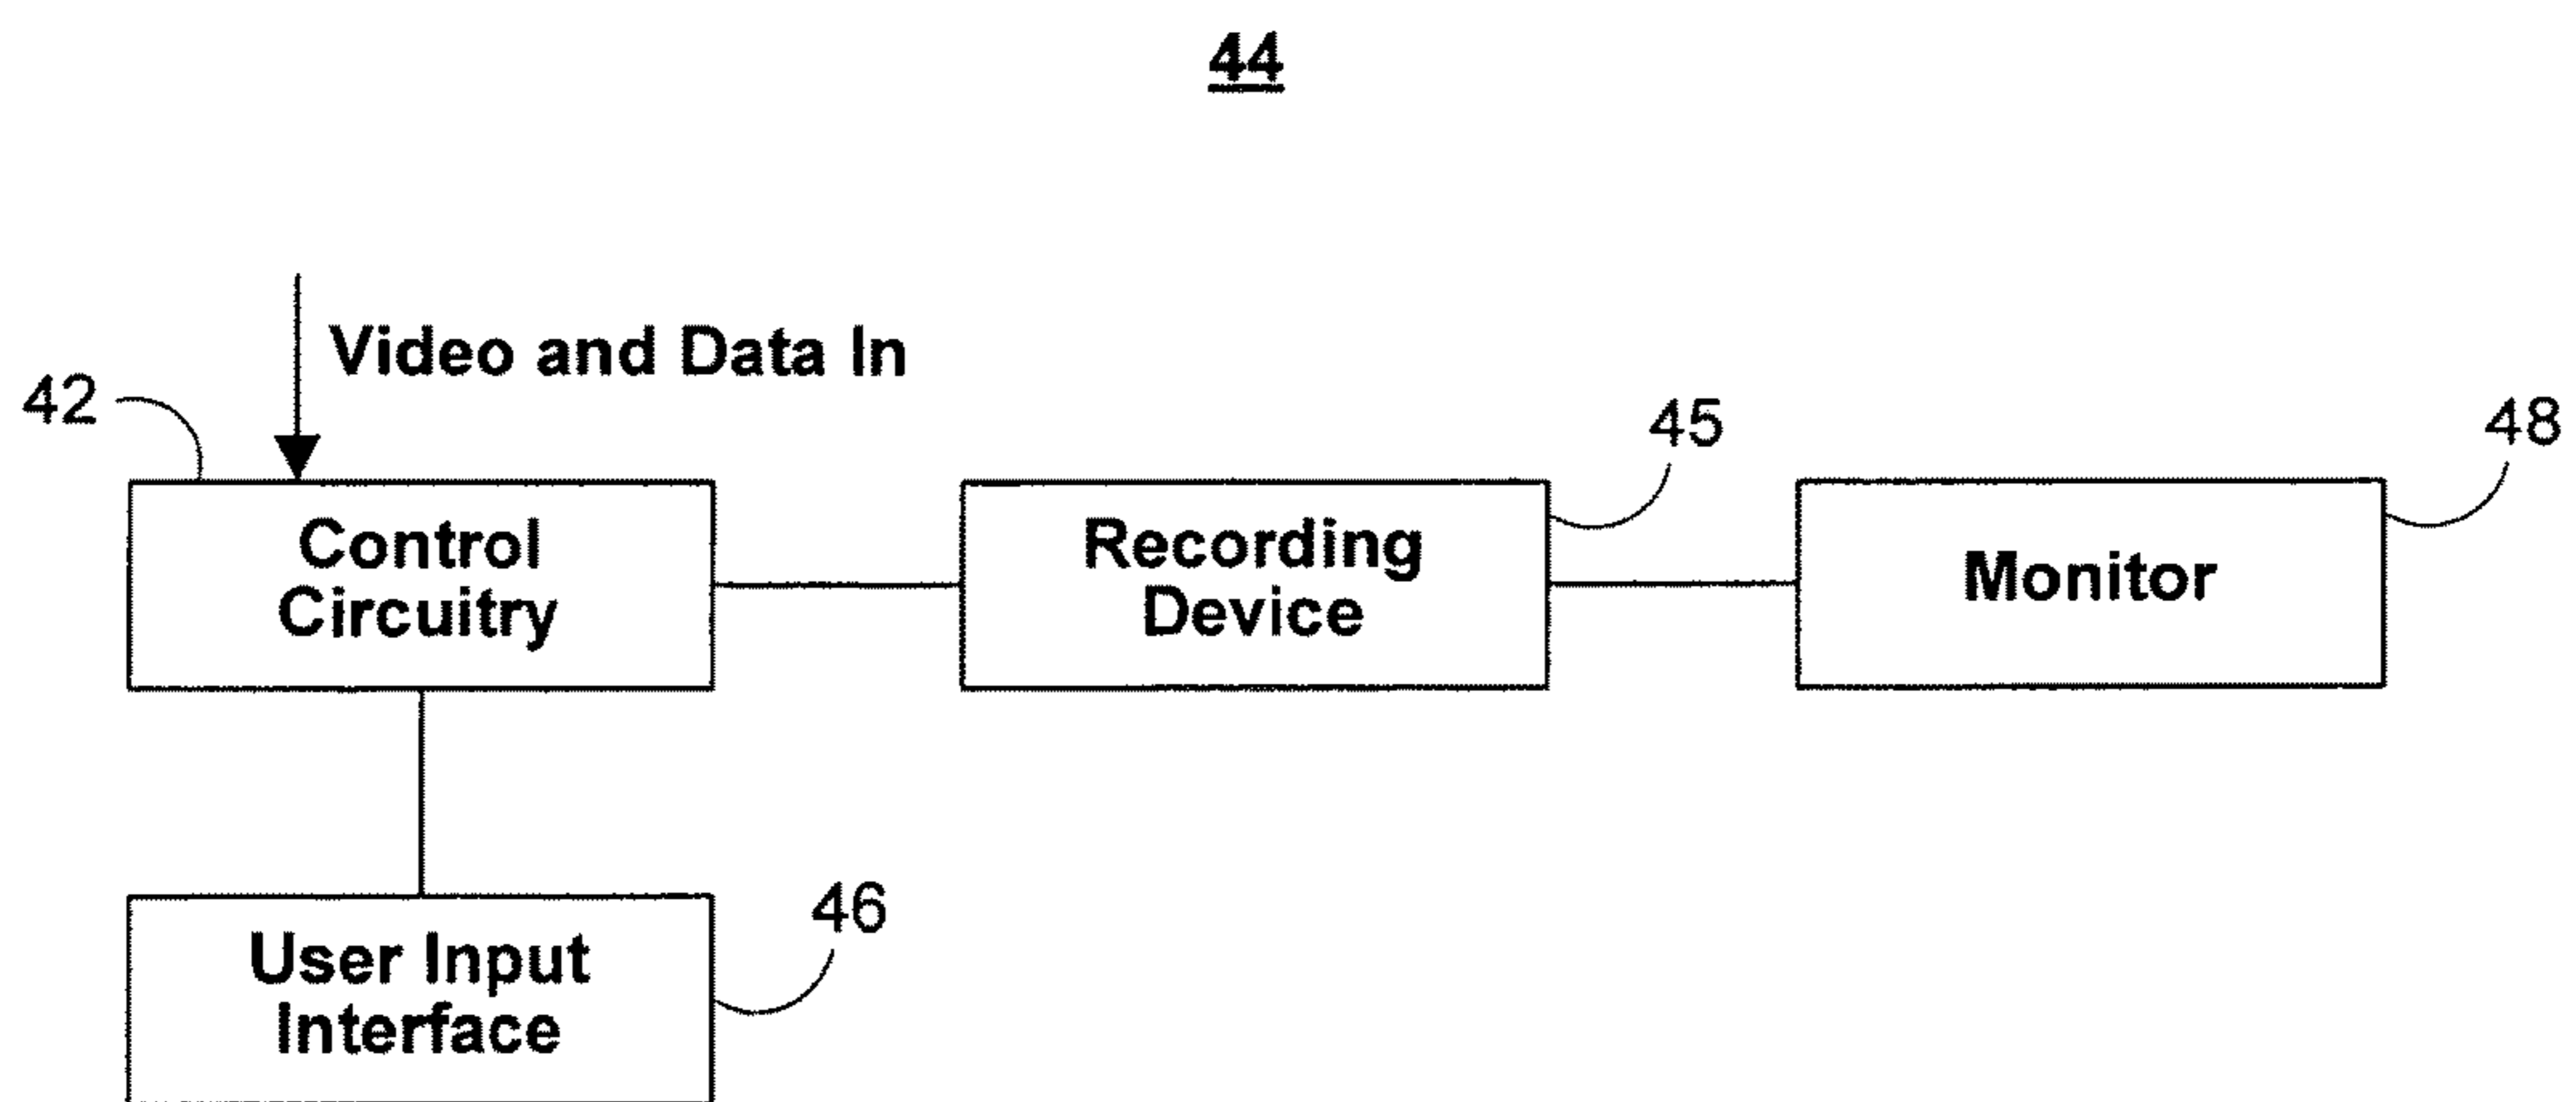 44
Video and Data In
42
45
48
Control
Circuitry
Recording
Device
Monitor
46
User Input
Interface